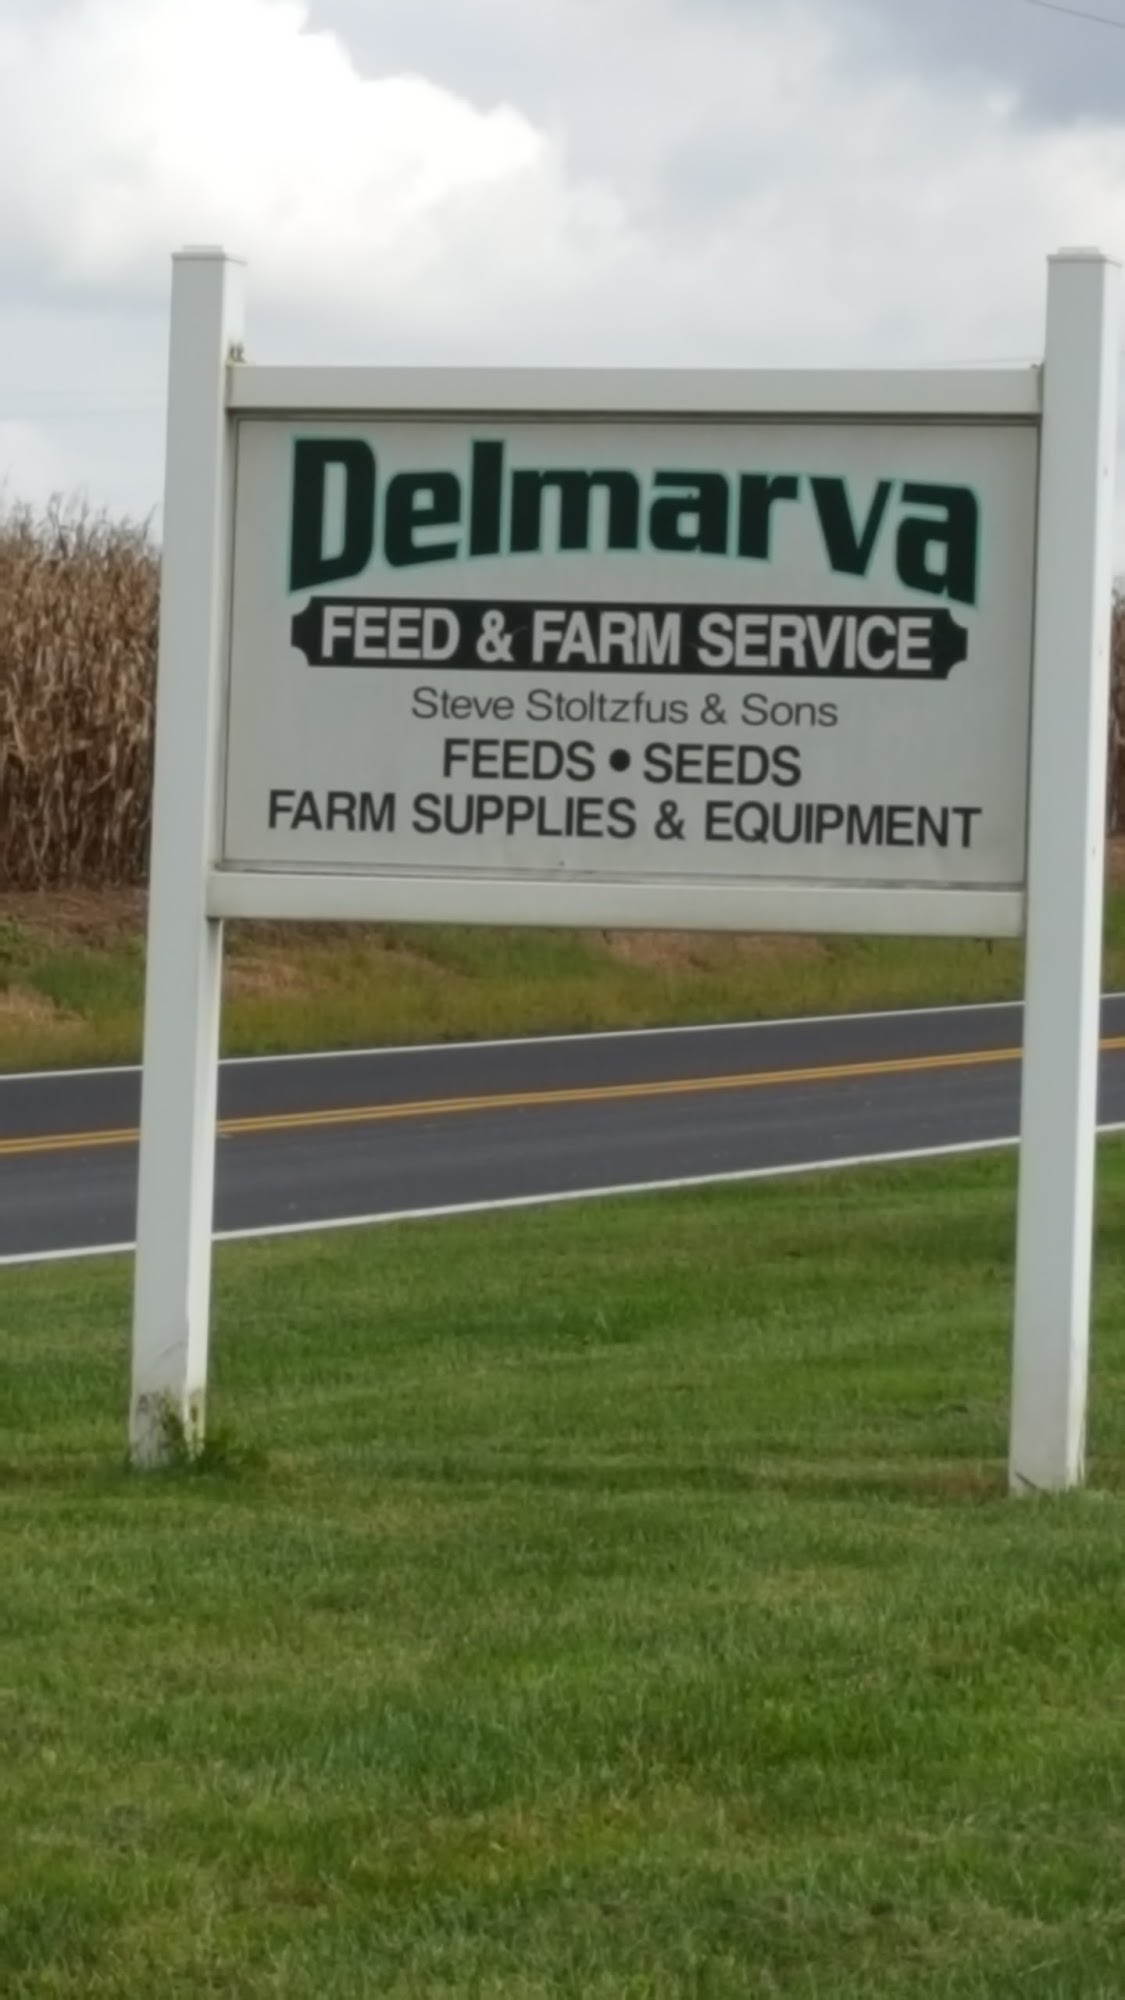 Delmarva
FEED & FARM SERVICE
Steve Stoltzfus & Sons
FEEDS • SEEDS
FARM SUPPLIES & EQUIPMENT